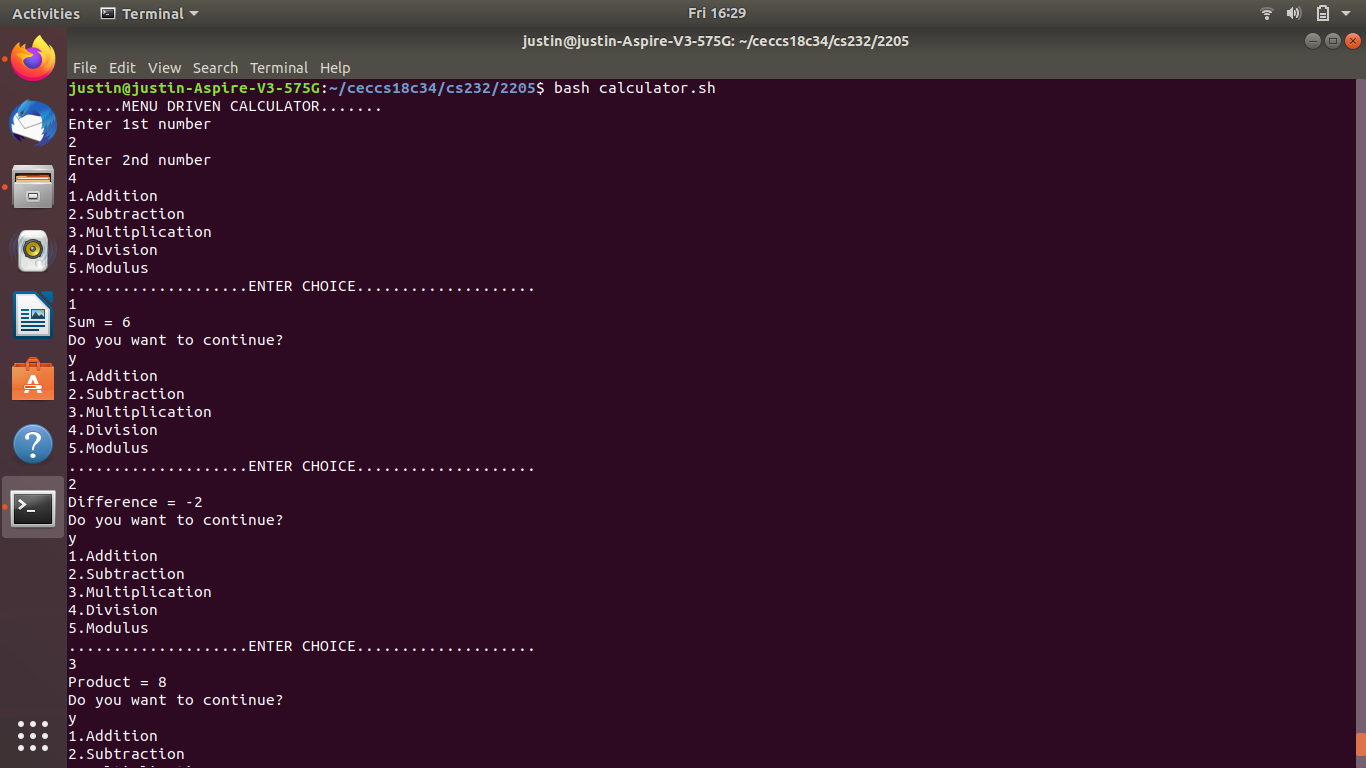 Activities Terminal Fri 16:29
justin@justin-Aspire-V3-575G: ~/ceccs18c34/cs232/2205
File Edit View Search Terminal Help
justin@justin-Aspire-V3-575G:~/ceccs18c34/cs232/2205$ bash calculator.sh
......MENU DRIVEN CALCULATOR.......
Enter 1st number
2
Enter 2nd number
4
1.Addition
2.Subtraction
3.Multiplication
4.Division
5.Modulus
....................ENTER CHOICE....................
1
Sum = 6
Do you want to continue?
y
1.Addition
2.Subtraction
3.Multiplication
4.Division
5.Modulus
....................ENTER CHOICE....................
2
Difference = -2
Do you want to continue?
y
1.Addition
2.Subtraction
3.Multiplication
4.Division
5.Modulus
....................ENTER CHOICE....................
3
Product = 8
Do you want to continue?
y
1.Addition
2.Subtraction